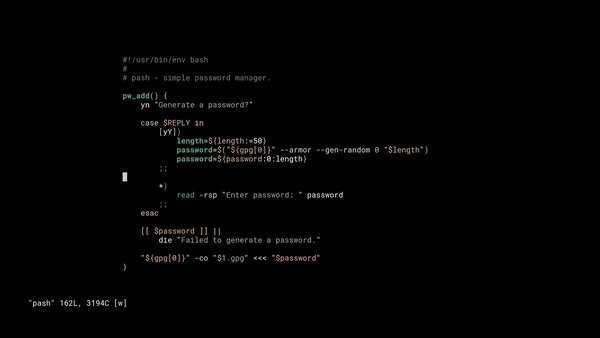 #!/usr/bin/env bash
#
# pash - simple password manager.
pw_add() {
yn "Generate a password?"
case $REPLY in
[yY])
length=${length:=50}
password=$("${gpg[0]}" --armor --gen-random 0 "$length")
password=${password:0:length}
;;
*)
read -rsp "Enter password: " password
;;
esac
[[ $password ]] ||
die "Failed to generate a password."
"${gpg[0]}" -co "$1.gpg" <<< "$password"
}
"pash" 162L, 3194C [w]